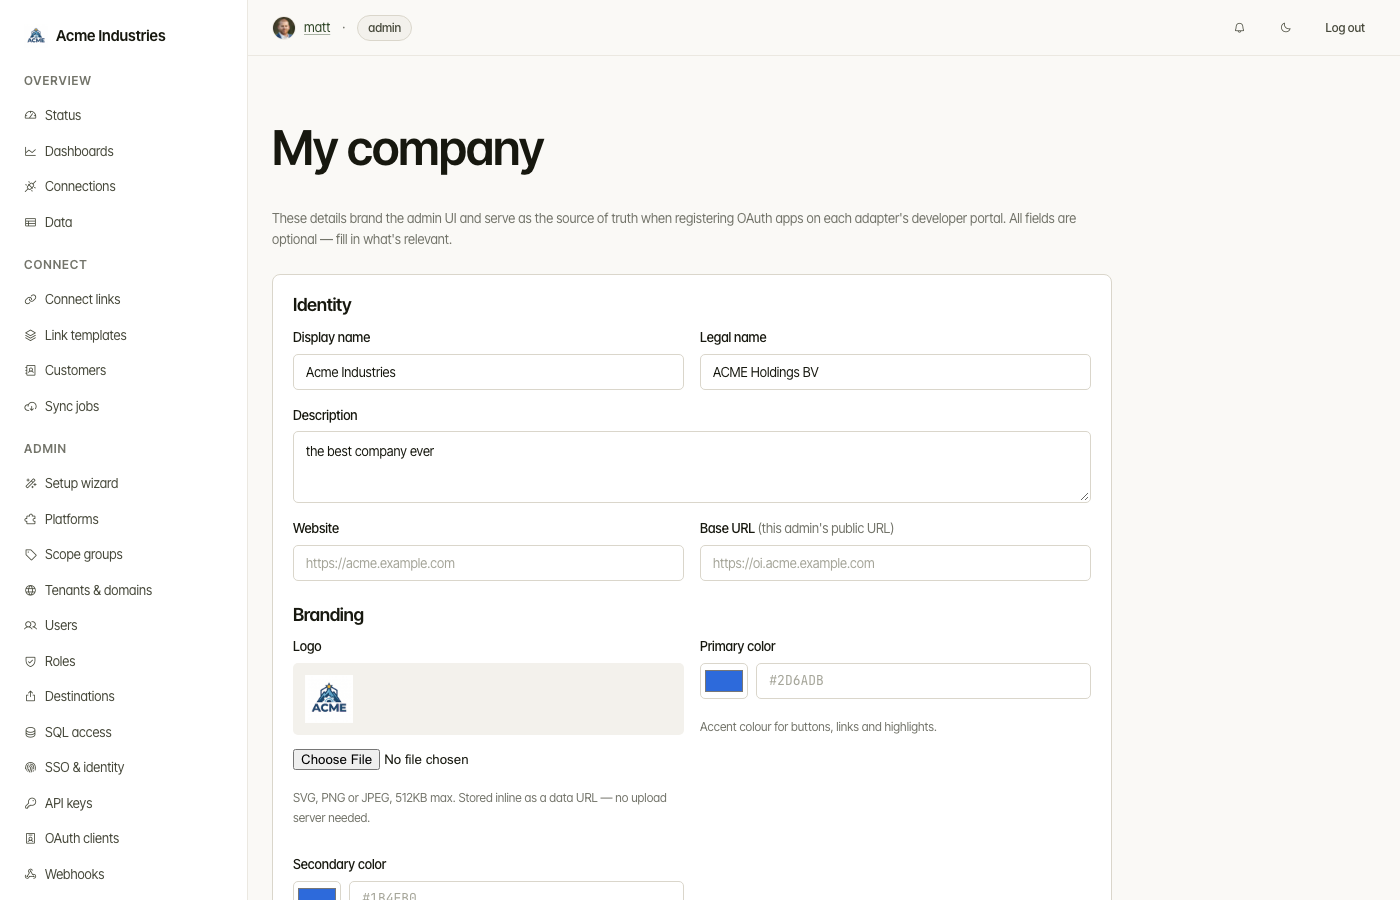 Acme Industries
matt · admin
Log out
OVERVIEW
Status
Dashboards
Connections
Data
CONNECT
Connect links
Link templates
Customers
Sync jobs
ADMIN
Setup wizard
Platforms
Scope groups
Tenants & domains
Users
Roles
Destinations
SQL access
SSO & identity
API keys
OAuth clients
Webhooks
My company
These details brand the admin UI and serve as the source of truth when registering OAuth apps on each adapter's developer portal. All fields are
optional — fill in what's relevant.
Identity
Display name
Legal name
Acme Industries
ACME Holdings BV
Description
the best company ever
Website
Base URL (this admin's public URL)
https://acme.example.com
https://oi.acme.example.com
Branding
Logo
Primary color
ACME
#2D6ADB
Accent colour for buttons, links and highlights.
Choose File No file chosen
SVG, PNG or JPEG, 512KB max. Stored inline as a data URL — no upload
server needed.
Secondary color
#1B4EB0